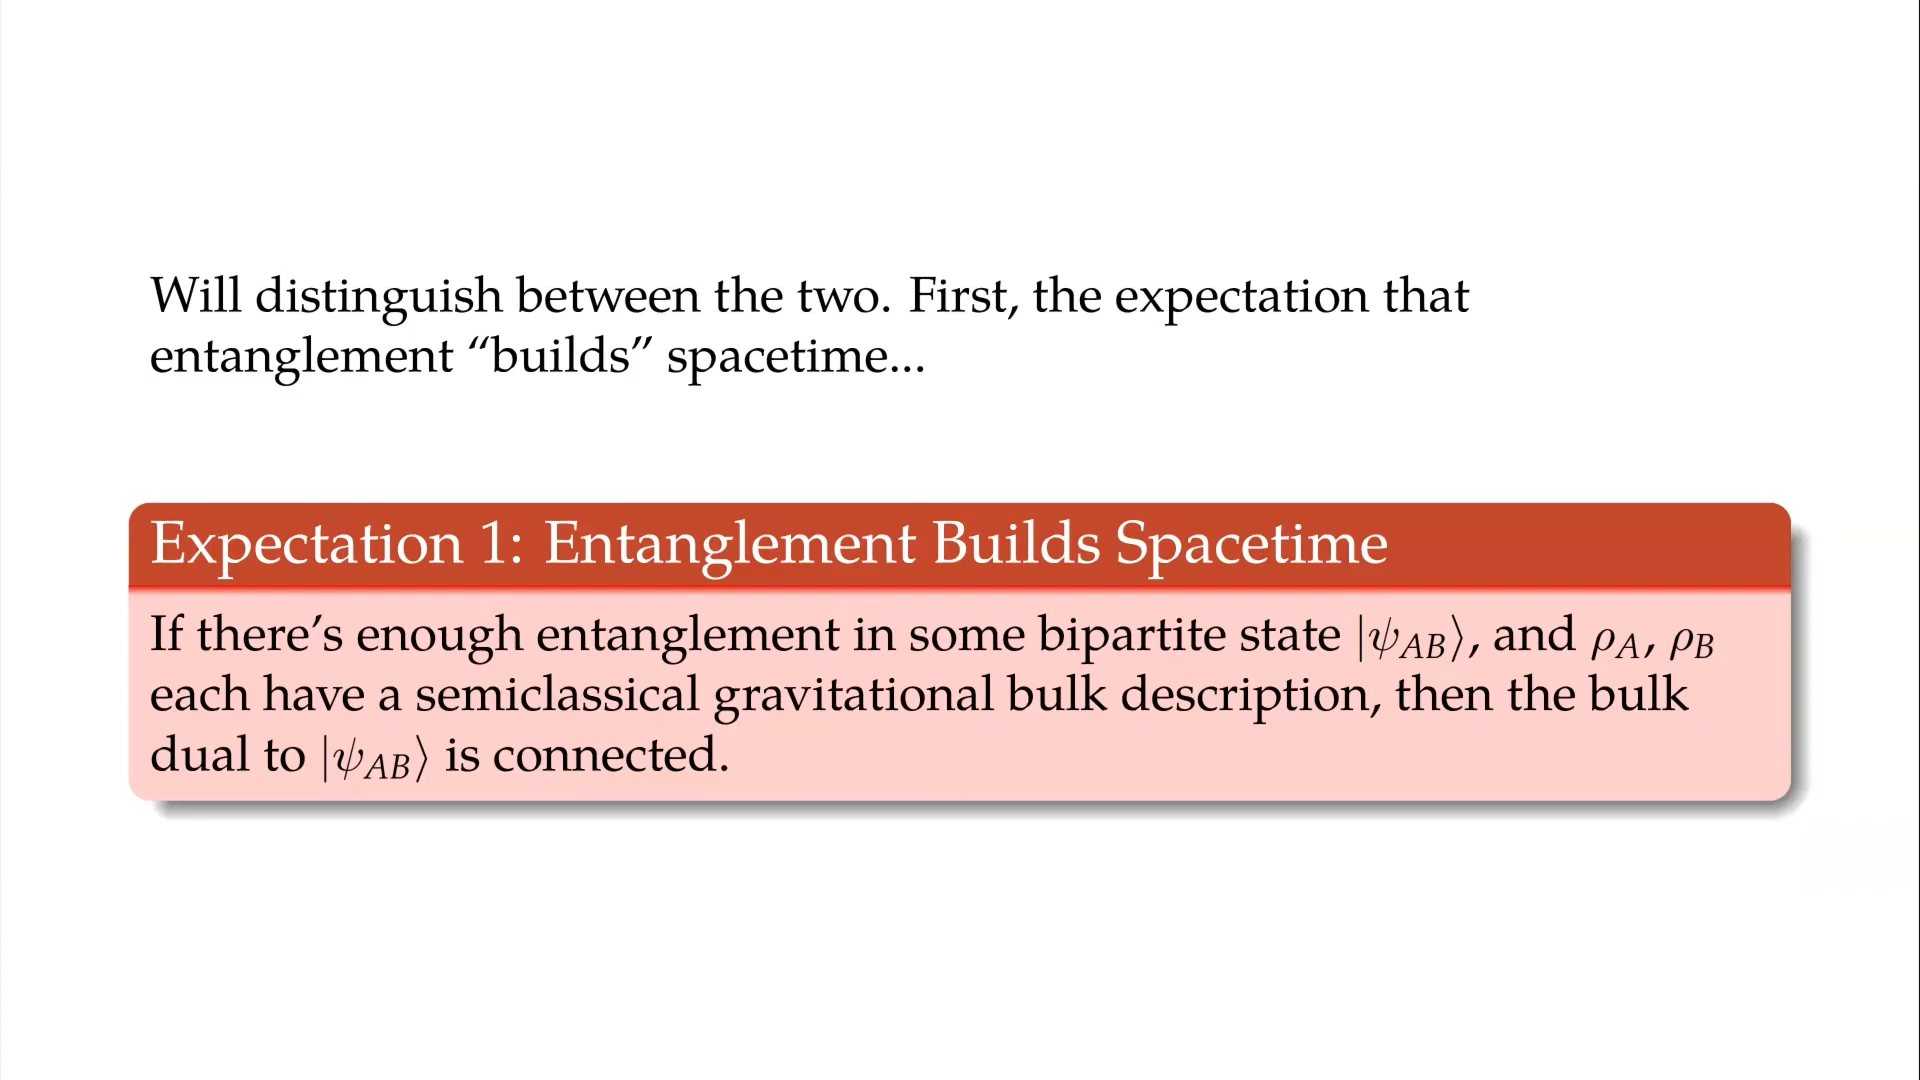 Will distinguish between the two. First, the expectation that
entanglement “builds” spacetime...
Expectation 1: Entanglement Builds Spacetime
If there’s enough entanglement in some bipartite state |ψ_AB⟩, and ρ_A, ρ_B
each have a semiclassical gravitational bulk description, then the bulk
dual to |ψ_AB⟩ is connected.